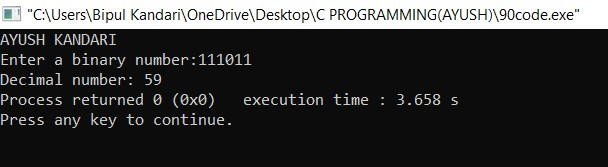 "C:\Users\Bipul Kandari\OneDrive\Desktop\C PROGRAMMING(AYUSH)\90code.exe"
AYUSH KANDARI
Enter a binary number:111011
Decimal number: 59
Process returned 0 (0x0)   execution time : 3.658 s
Press any key to continue.